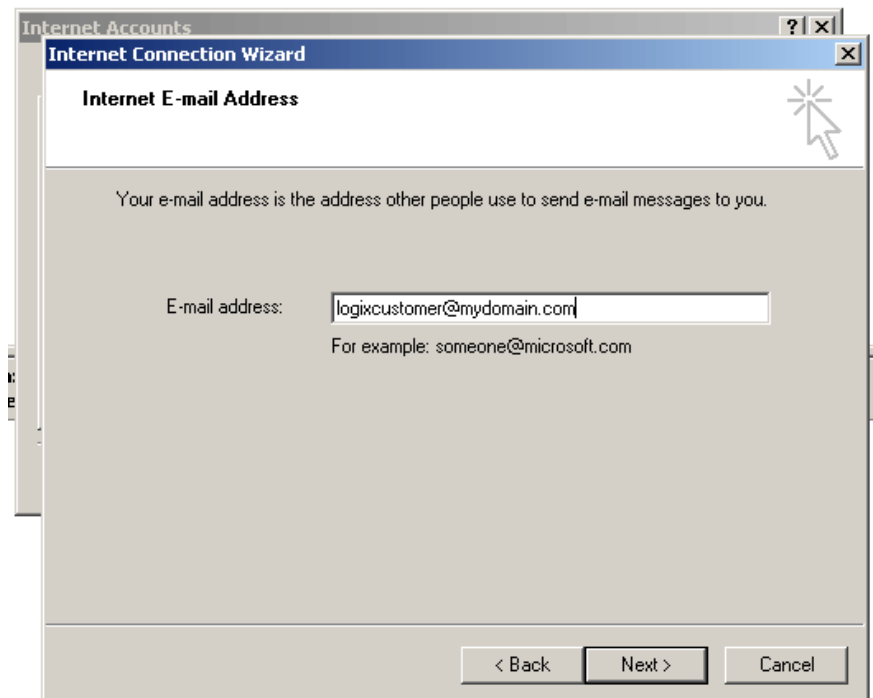 Internet Accounts
Internet Connection Wizard
Internet E-mail Address
Your e-mail address is the address other people use to send e-mail messages to you.
E-mail address:
logixcustomer@mydomain.com
For example: someone@microsoft.com
< Back
Next >
Cancel